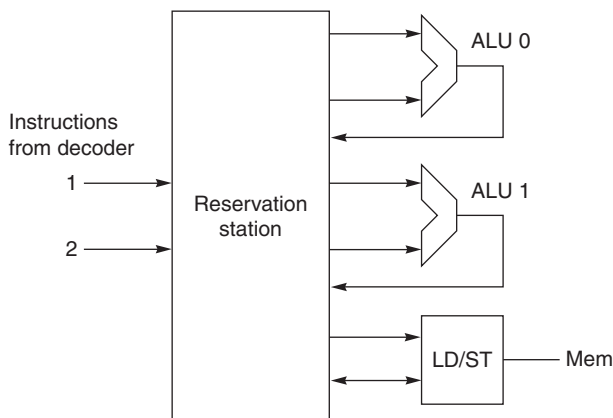 ALU 0
Instructions
from decoder
1
2
Reservation
station
ALU 1
LD/ST
Mem